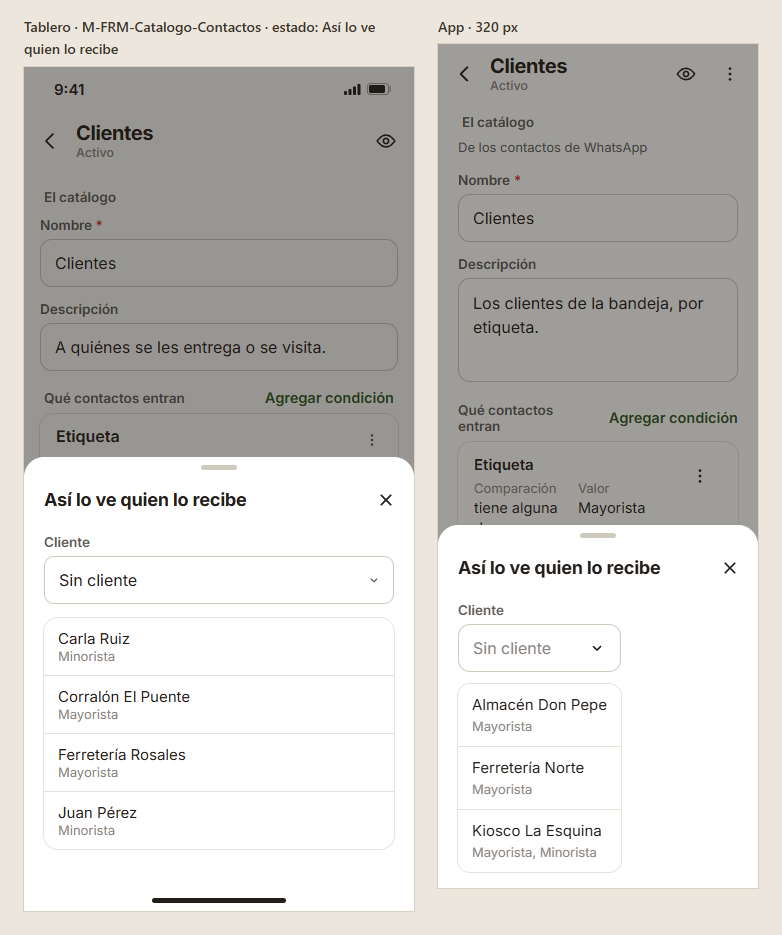 Tablero · M-FRM-Catalogo-Contactos · estado: Así lo ve
quien lo recibe
9:41
Clientes
Activo
El catálogo
Nombre *
Clientes
Descripción
A quiénes se les entrega o se visita.
Qué contactos entran
Agregar condición
Etiqueta
Así lo ve quien lo recibe
Cliente
Sin cliente
Carla Ruiz
Minorista
Corralón El Puente
Mayorista
Ferretería Rosales
Mayorista
Juan Pérez
Minorista
App · 320 px
Clientes
Activo
El catálogo
De los contactos de WhatsApp
Nombre *
Clientes
Descripción
Los clientes de la bandeja, por
etiqueta.
Qué contactos
entran
Agregar condición
Etiqueta
Comparación
Valor
tiene alguna
Mayorista
Así lo ve quien lo recibe
Cliente
Sin cliente
Almacén Don Pepe
Mayorista
Ferretería Norte
Mayorista
Kiosco La Esquina
Mayorista, Minorista